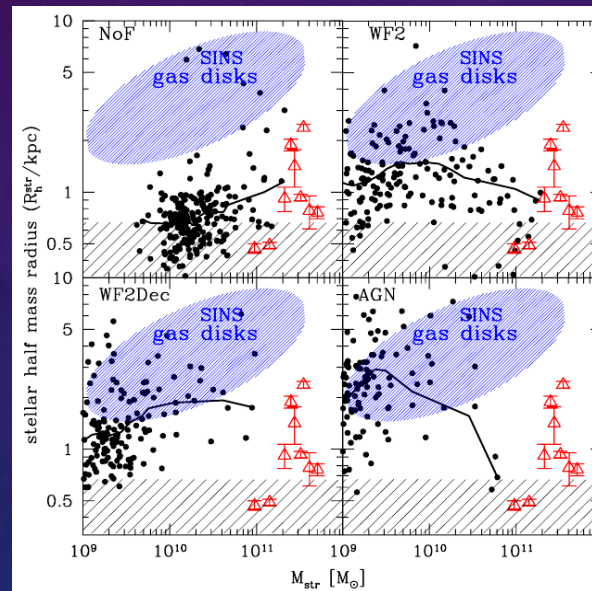 10
NoF
WF2
SINS
gas disks
SINS
gas disks
5
1
0.5
10
WF2Dec
AGN
SINS
gas disks
SINS
gas disks
5
1
0.5
stellar half mass radius (R_h^str/kpc)
10^9 10^10 10^11 10^9 10^10 10^11
M_str [M_⊙]